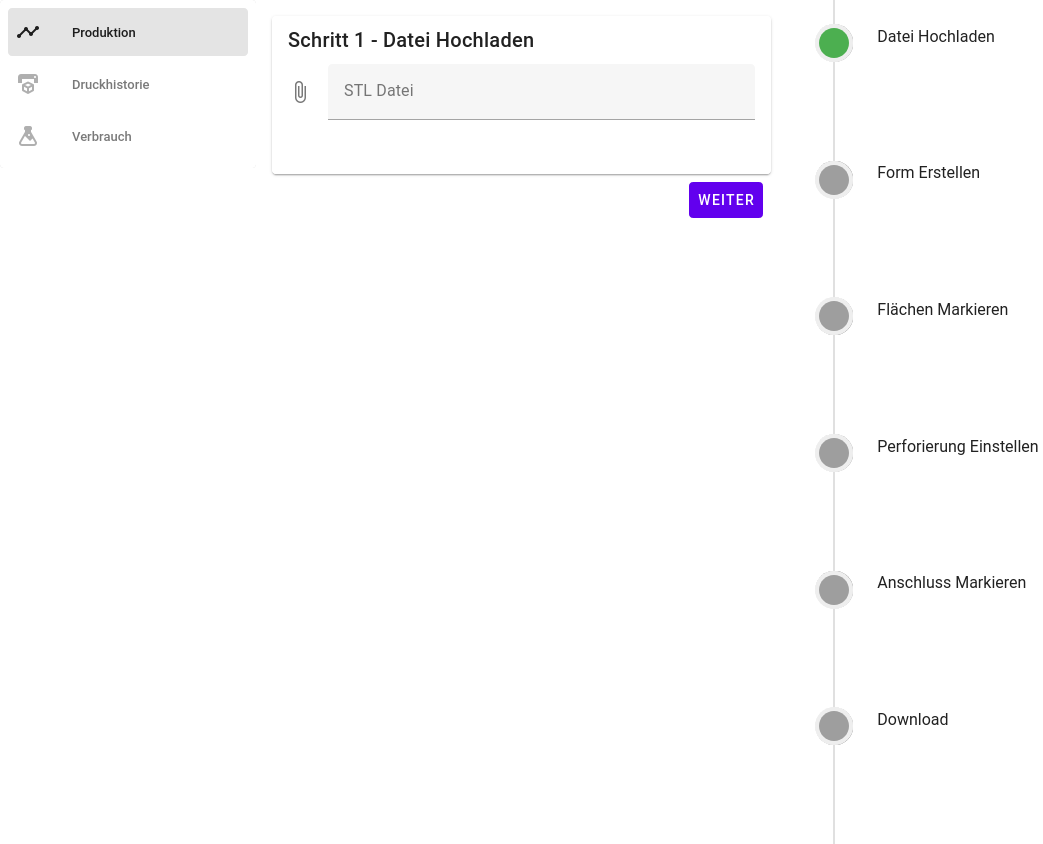 Produktion
Druckhistorie
Verbrauch
Schritt 1 - Datei Hochladen
STL Datei
WEITER
Datei Hochladen
Form Erstellen
Flächen Markieren
Perforierung Einstellen
Anschluss Markieren
Download